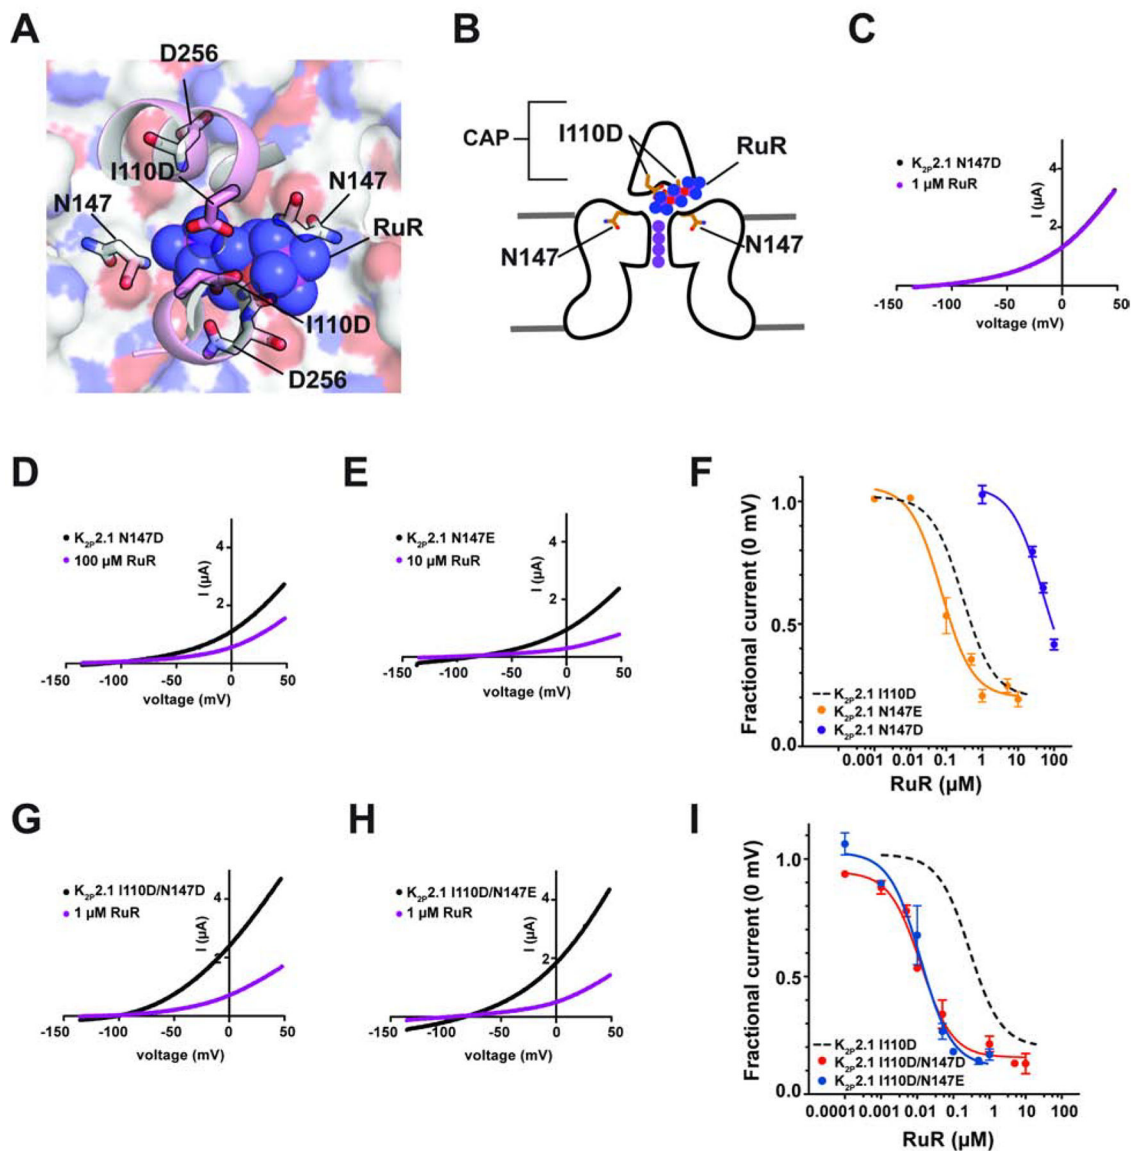 A
D256
I110D
N147
N147
RuR
I110D
D256
B
CAP
I110D
RuR
N147
N147
C
K2P2.1 N147D
1 µM RuR
I (µA)
4
2
-150
-100
-50
0
50
voltage (mV)
D
K2P2.1 N147D
100 µM RuR
I (µA)
4
2
-150
-100
-50
0
50
voltage (mV)
E
K2P2.1 N147E
10 µM RuR
I (µA)
4
2
-150
-100
-50
0
50
voltage (mV)
F
Fractional current (0 mV)
1.0
0.5
0.0
K2P2.1 I110D
K2P2.1 N147E
K2P2.1 N147D
0.001
0.01
0.1
1
10
100
RuR (µM)
G
K2P2.1 I110D/N147D
1 µM RuR
I (µA)
4
2
-150
-100
-50
0
50
voltage (mV)
H
K2P2.1 I110D/N147E
1 µM RuR
I (µA)
4
2
-150
-100
-50
0
50
voltage (mV)
I
Fractional current (0 mV)
1.0
0.5
0.0
K2P2.1 I110D
K2P2.1 I110D/N147D
K2P2.1 I110D/N147E
0.0001
0.001
0.01
0.1
1
10
100
RuR (µM)